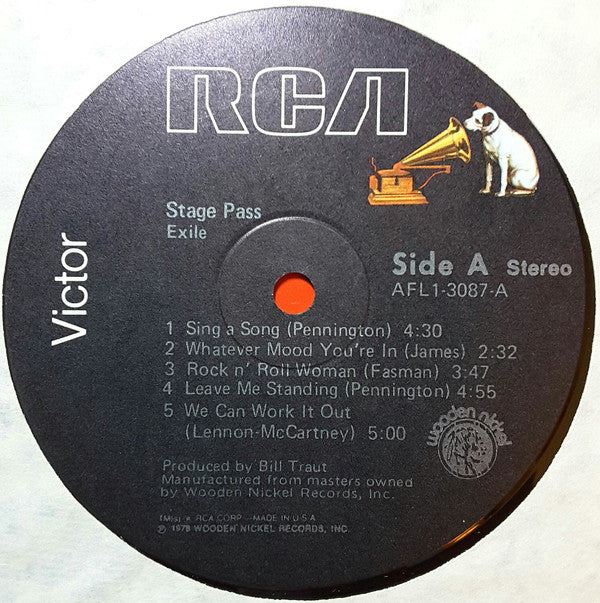 RCA
Victor
Stage Pass
Exile
Side A Stereo
AFL1-3087-A
1 Sing a Song (Pennington) 4:30
2 Whatever Mood You're In (James) 2:32
3 Rock n' Roll Woman (Fasman) 3:47
4 Leave Me Standing (Pennington) 4:55
5 We Can Work It Out
(Lennon-McCartney) 5:00
wooden nickel
Produced by Bill Traut
Manufactured from masters owned
by Wooden Nickel Records, Inc.
TM(s) ® RCA CORP—MADE IN U.S.A
℗ 1978 WOODEN NICKEL RECORDS, INC.